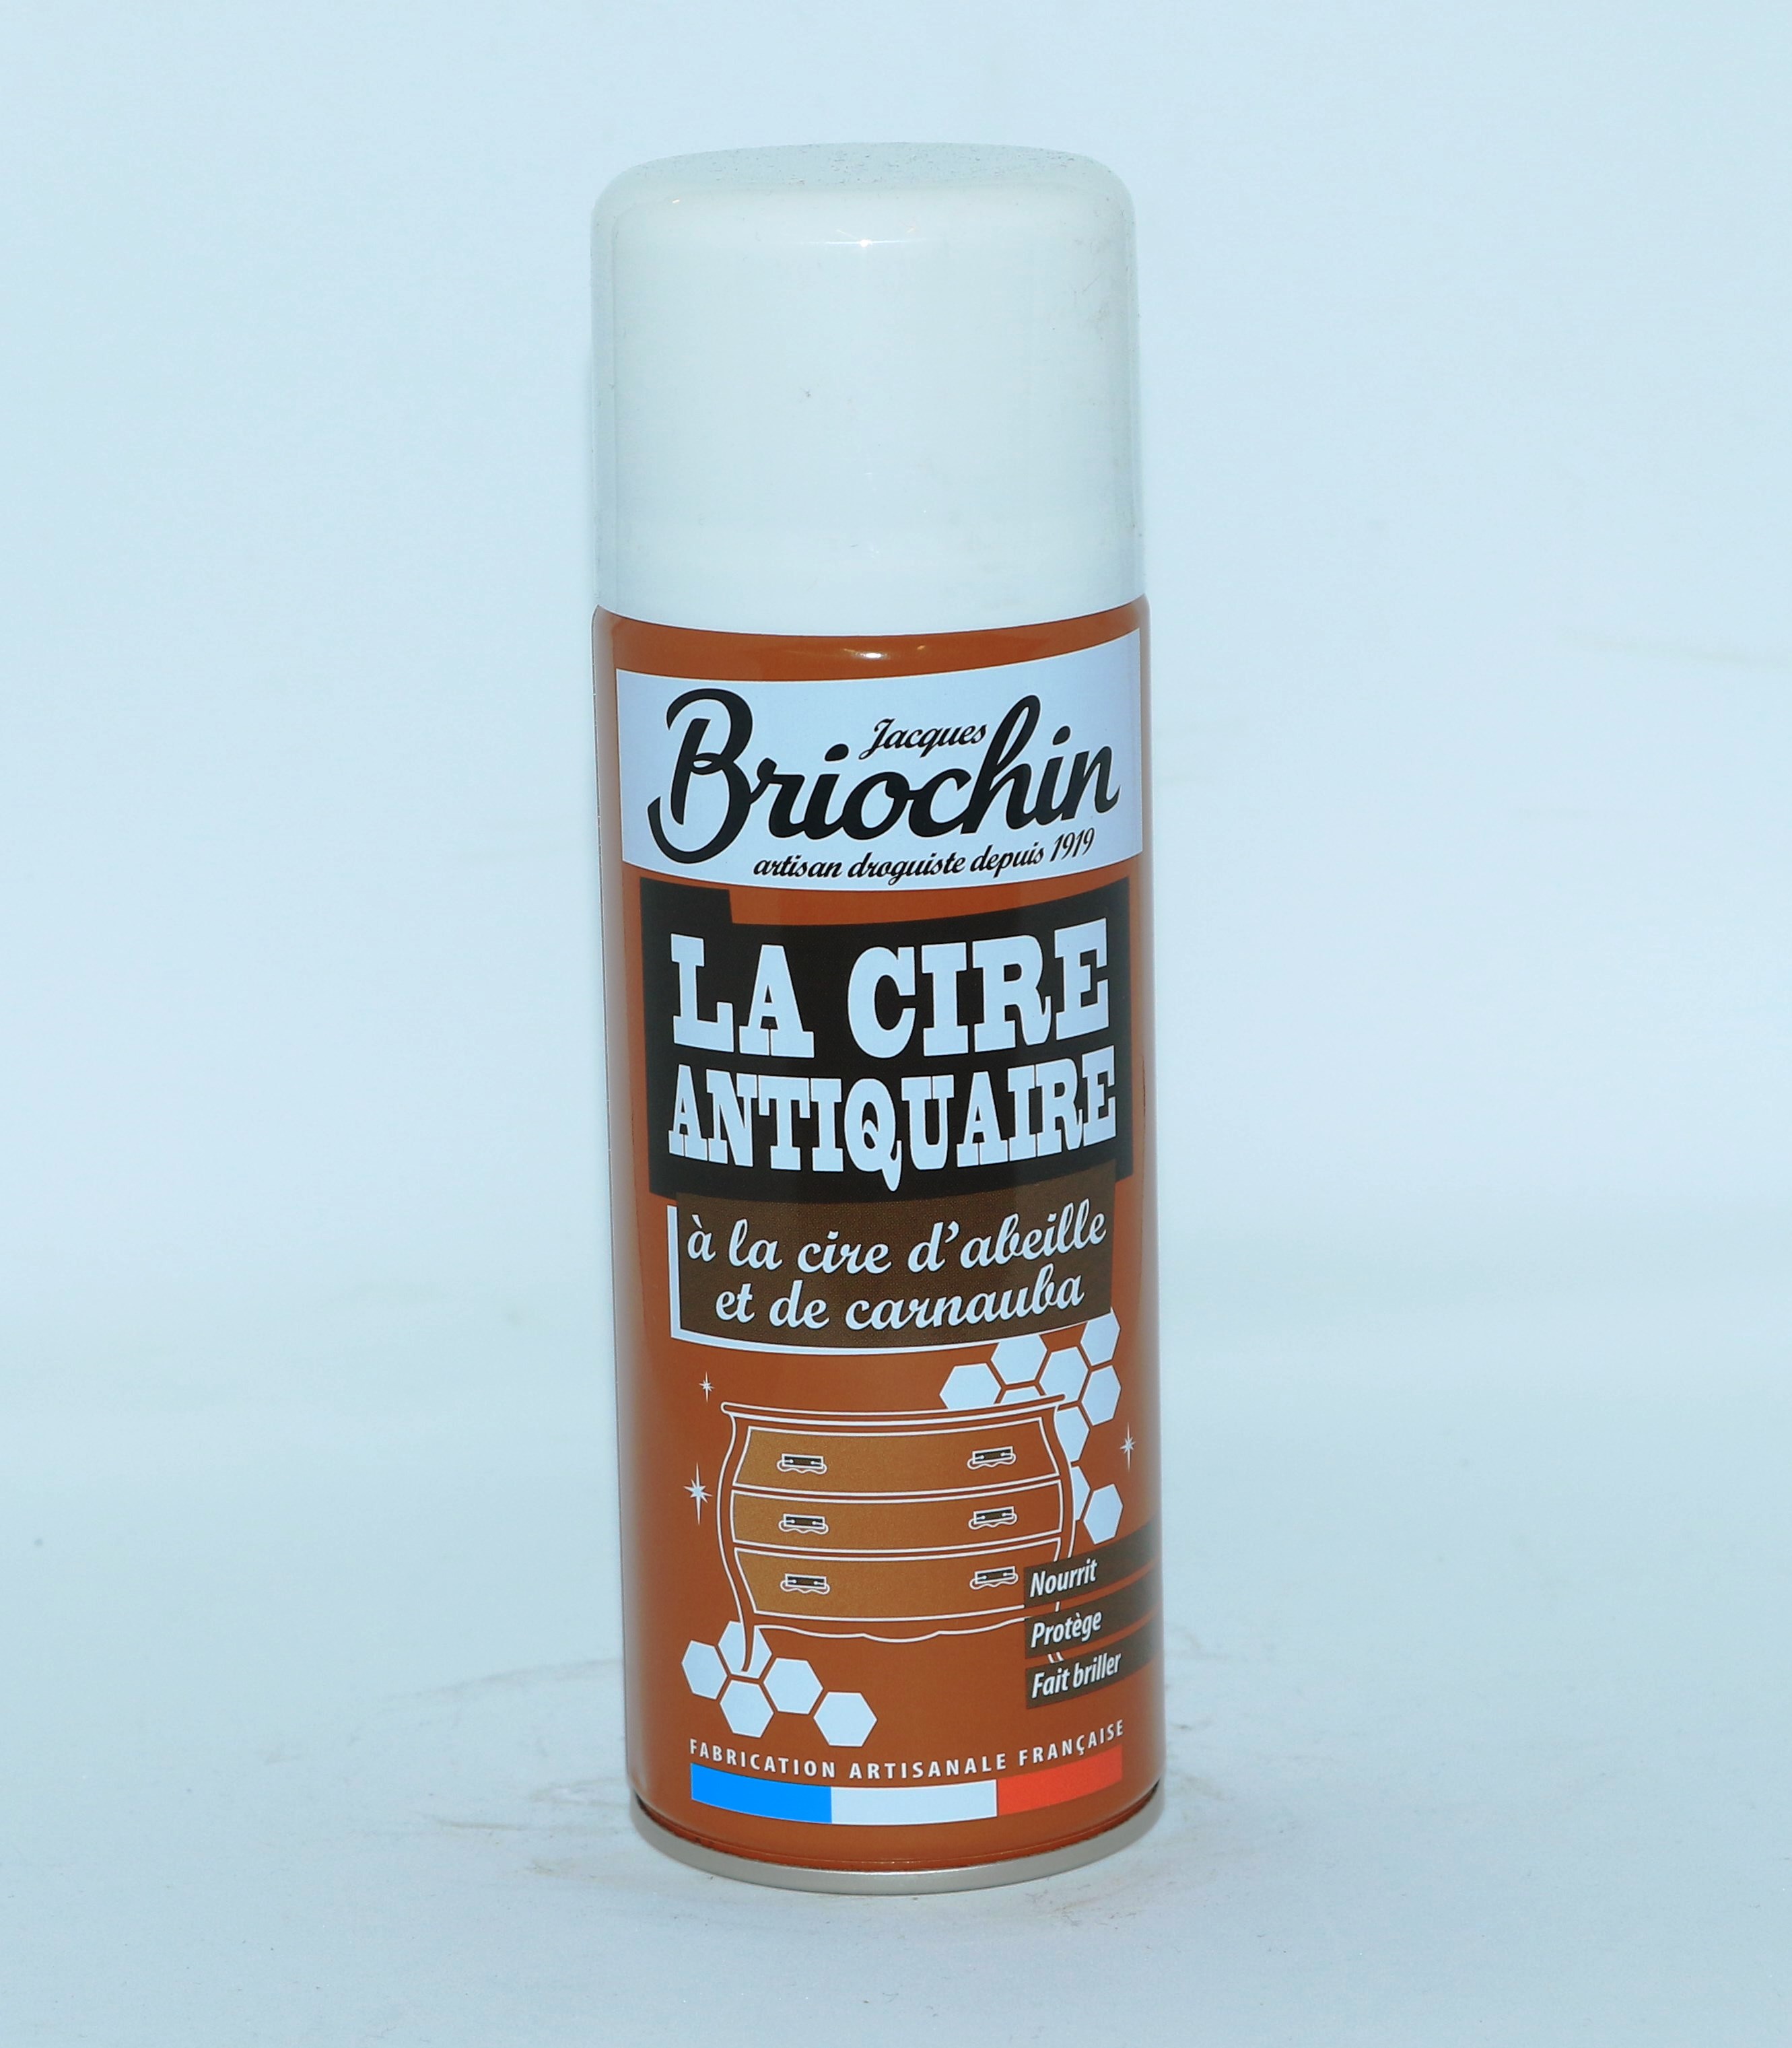 Jacques
Briochin
artisan droguiste depuis 1919
LA CIRE
ANTIQUAIRE
à la cire d'abeille
et de carnauba
Nourrit
Protège
Fait briller
FABRICATION ARTISANALE FRANÇAISE